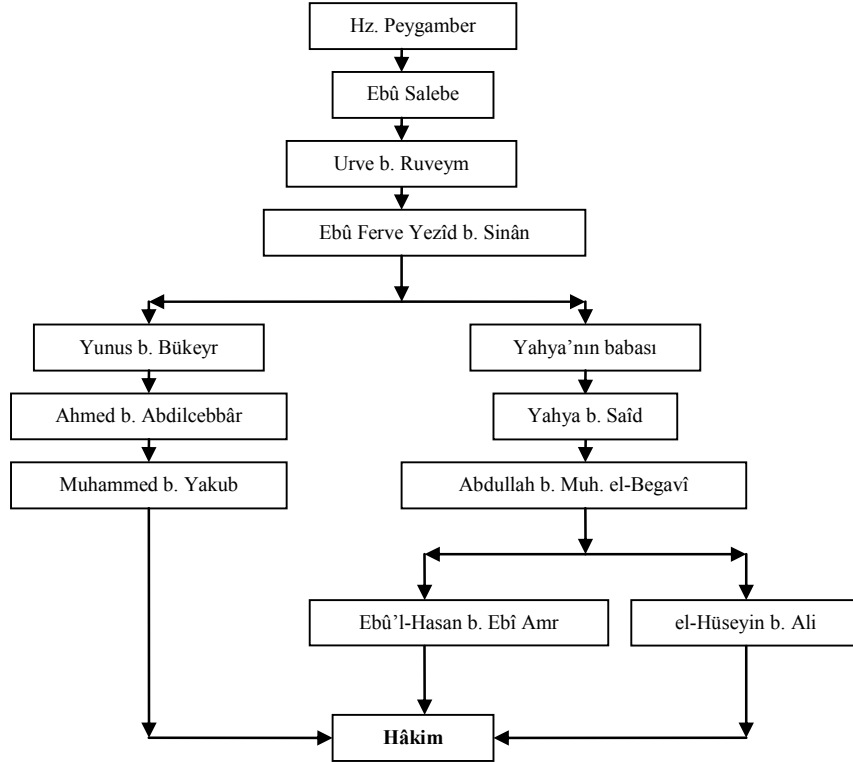 Hz. Peygamber
Ebû Salebe
Urve b. Ruveym
Ebû Ferve Yezîd b. Sinân
Yunus b. Bükeyr
Yahya’nın babası
Ahmed b. Abdilcebbâr
Yahya b. Saîd
Muhammed b. Yakub
Abdullah b. Muh. el-Begavî
Ebû’l-Hasan b. Ebî Amr
el-Hüseyin b. Ali
Hâkim